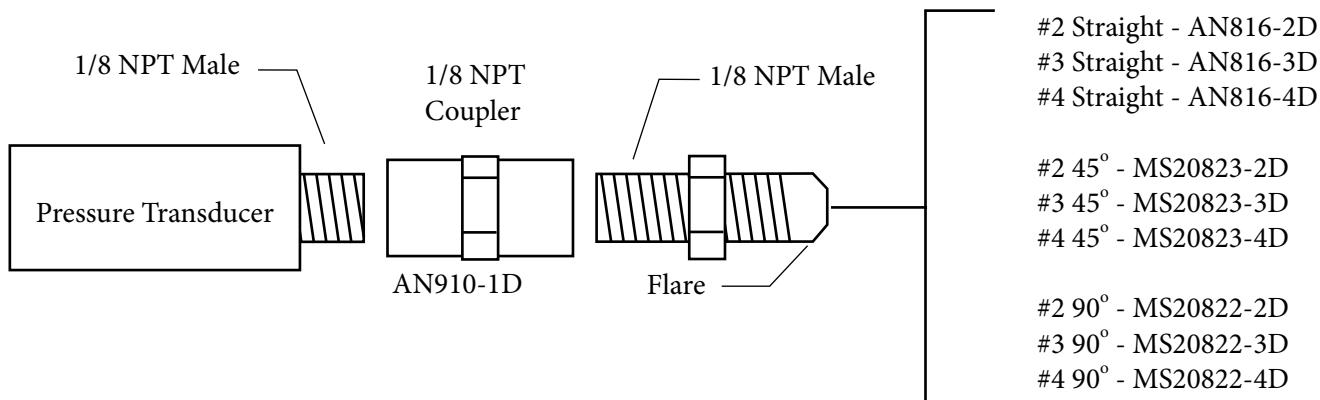 1/8 NPT Male
1/8 NPT
Coupler
1/8 NPT Male
Pressure Transducer
AN910-1D
Flare
#2 Straight - AN816-2D
#3 Straight - AN816-3D
#4 Straight - AN816-4D
#2 45° - MS20823-2D
#3 45° - MS20823-3D
#4 45° - MS20823-4D
#2 90° - MS20822-2D
#3 90° - MS20822-3D
#4 90° - MS20822-4D